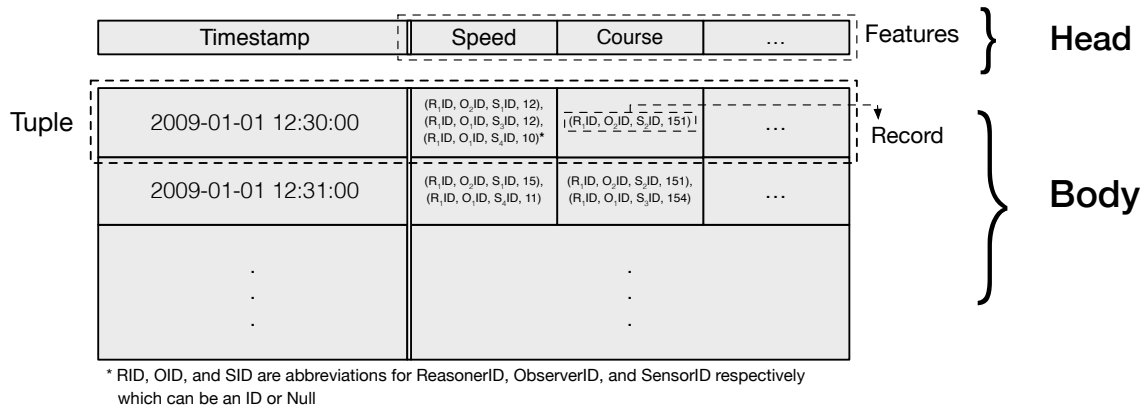 Timestamp Speed Course ... Features } Head
Tuple
2009-01-01 12:30:00
(R₁ID, O₂ID, S₁ID, 12),
(R₁ID, O₁ID, S₃ID, 12),
(R₁ID, O₁ID, S₄ID, 10)*
(R₁ID, O₂ID, S₂ID, 151)
...
Record
2009-01-01 12:31:00
(R₁ID, O₂ID, S₁ID, 15),
(R₁ID, O₁ID, S₄ID, 11)
(R₁ID, O₂ID, S₂ID, 151),
(R₁ID, O₁ID, S₃ID, 154)
...
} Body
. .
. .
. .
* RID, OID, and SID are abbreviations for ReasonerID, ObserverID, and SensorID respectively
which can be an ID or Null